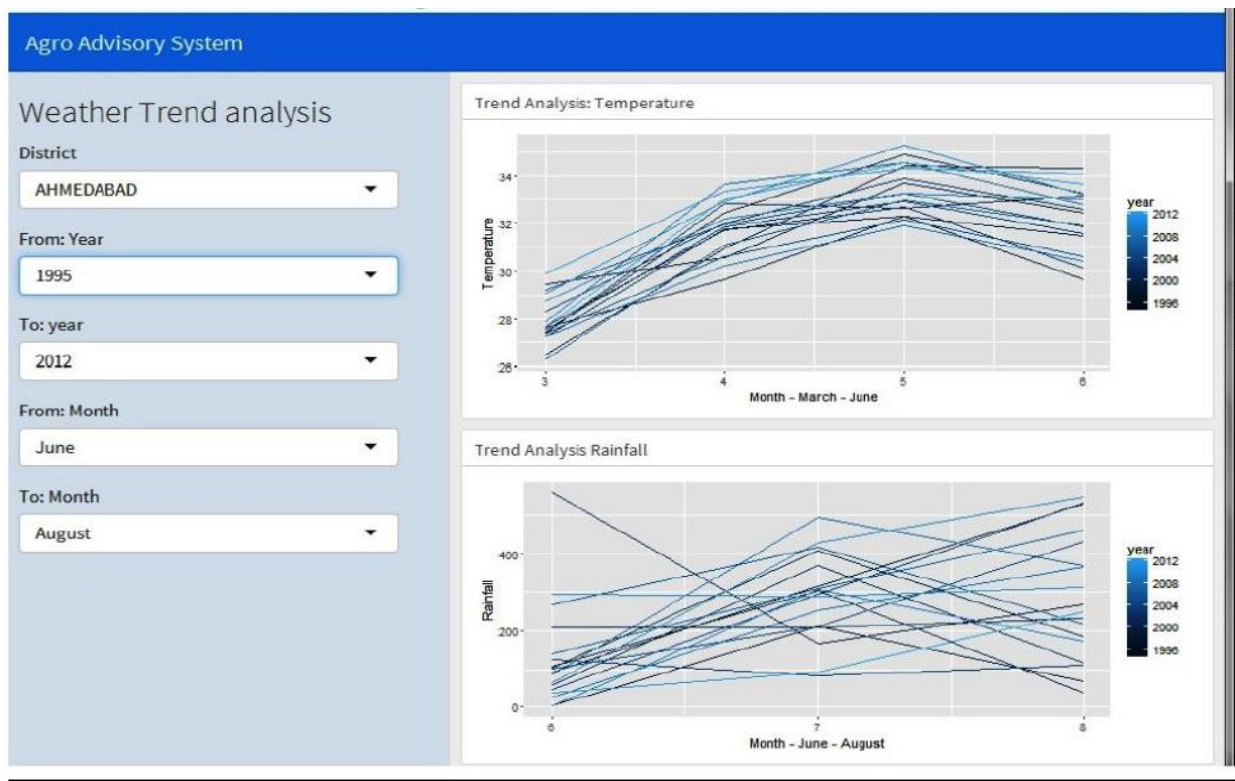 Agro Advisory System
Weather Trend analysis
District
AHMEDABAD
From: Year
1995
To: year
2012
From: Month
June
To: Month
August
Trend Analysis: Temperature
34
32
30
28
26
Temperature
3
4
5
6
Month - March - June
year
2012
2008
2004
2000
1996
Trend Analysis Rainfall
400
200
0
Rainfall
6
7
8
Month - June - August
year
2012
2008
2004
2000
1996